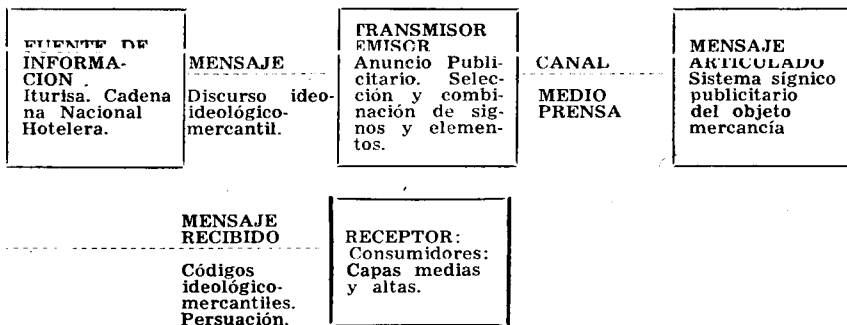 FUENTE DE
INFORMA-
CION .
Iturisa. Cadena
na Nacional
Hotelera.
MENSAJE
Discurso ideo-
ideológico-
mercantil.
TRANSMISOR
EMISOR
Anuncio Publi-
citario. Selec-
ción y combi-
nación de sig-
nos y elemen-
tos.
CANAL
MEDIO
PRENSA
MENSAJE
ARTICULADO
Sistema sígnico
publicitario
del objeto
mercancía
MENSAJE
RECIBIDO
Códigos
ideológico-
mercantiles.
Persuación.
RECEPTOR:
Consumidores:
Capas medias
y altas.